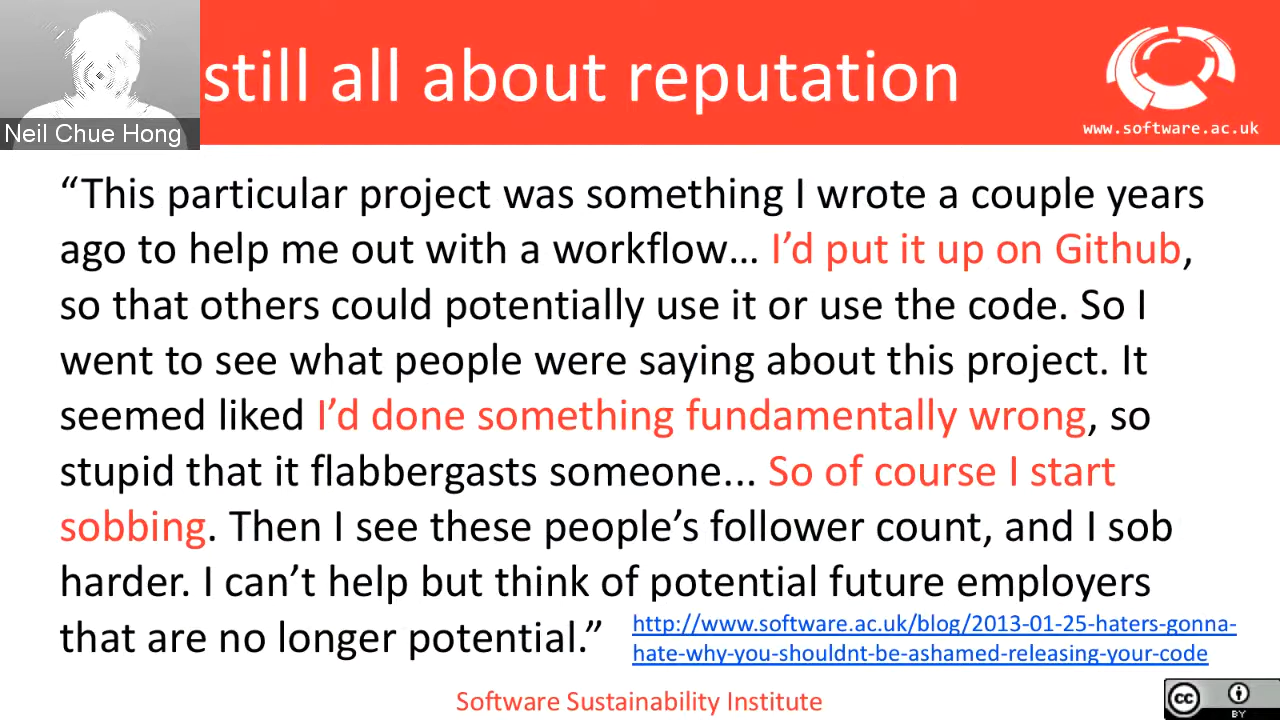 still all about reputation
www.software.ac.uk
Neil Chue Hong
“This particular project was something I wrote a couple years
ago to help me out with a workflow… I’d put it up on Github,
so that others could potentially use it or use the code. So I
went to see what people were saying about this project. It
seemed liked I’d done something fundamentally wrong, so
stupid that it flabbergasts someone... So of course I start
sobbing. Then I see these people’s follower count, and I sob
harder. I can’t help but think of potential future employers
that are no longer potential.”
http://www.software.ac.uk/blog/2013-01-25-haters-gonna-
hate-why-you-shouldnt-be-ashamed-releasing-your-code
Software Sustainability Institute
cc
BY